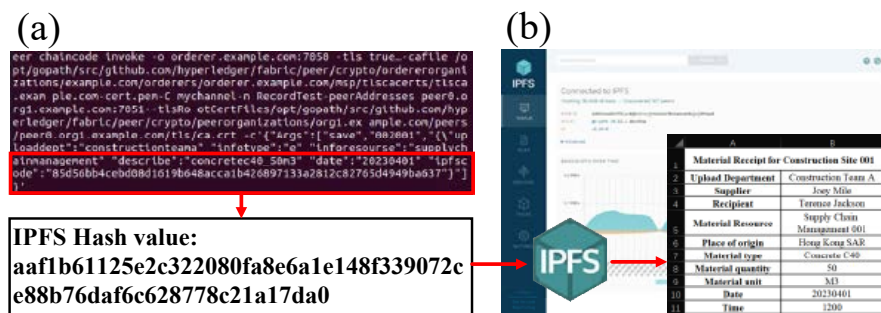 (a)
eer chaincode invoke -o orderer.example.com:7050 -tls true --cafile /o
pt/gopath/src/github.com/hyperledger/fabric/peer/crypto/ordererorgani
zations/example.com/orderers/orderer.example.com/msp/tlscacerts/tlsca
.exam ple.com-cert.pem-C mychannel-n RecordTest-peerAddresses peer0.o
rg1.example.com:7051--tlsRo otCertFiles/opt/gopath/src/github.com/hyp
erledger/fabric/peer/crypto/peerorganizations/org1.ex ample.com/peers
/peer0.org1.example.com/tls/ca.crt -c'{"Args":["save","002001","{\"up
loaddept":"constructionteama" "infotype":"e" "inforesourse":"supplych
ainmanagement" "describe":"concretec40_50m3" "date":"20230401" "ipfsc
ode":"85d56bb4cebd08d1619b648acca1b426897133a2812c82765d4949ba637"}"]
}'
IPFS Hash value:
aaf1b61125e2c322080fa8e6a1e148f339072c
e88b76daf6c628778c21a17da0
(b)
IPFS
Connected to IPFS
IPFS
A B
1 Material Receipt for Construction Site 001
2 Upload Department Construction Team A
3 Supplier Joey Mile
4 Recipient Terence Jackson
5 Material Resource Supply Chain
Management 001
6 Place of origin Hong Kong SAR
7 Material type Concrete C40
8 Material quantity 50
9 Material unit M3
10 Date 20230401
11 Time 1200